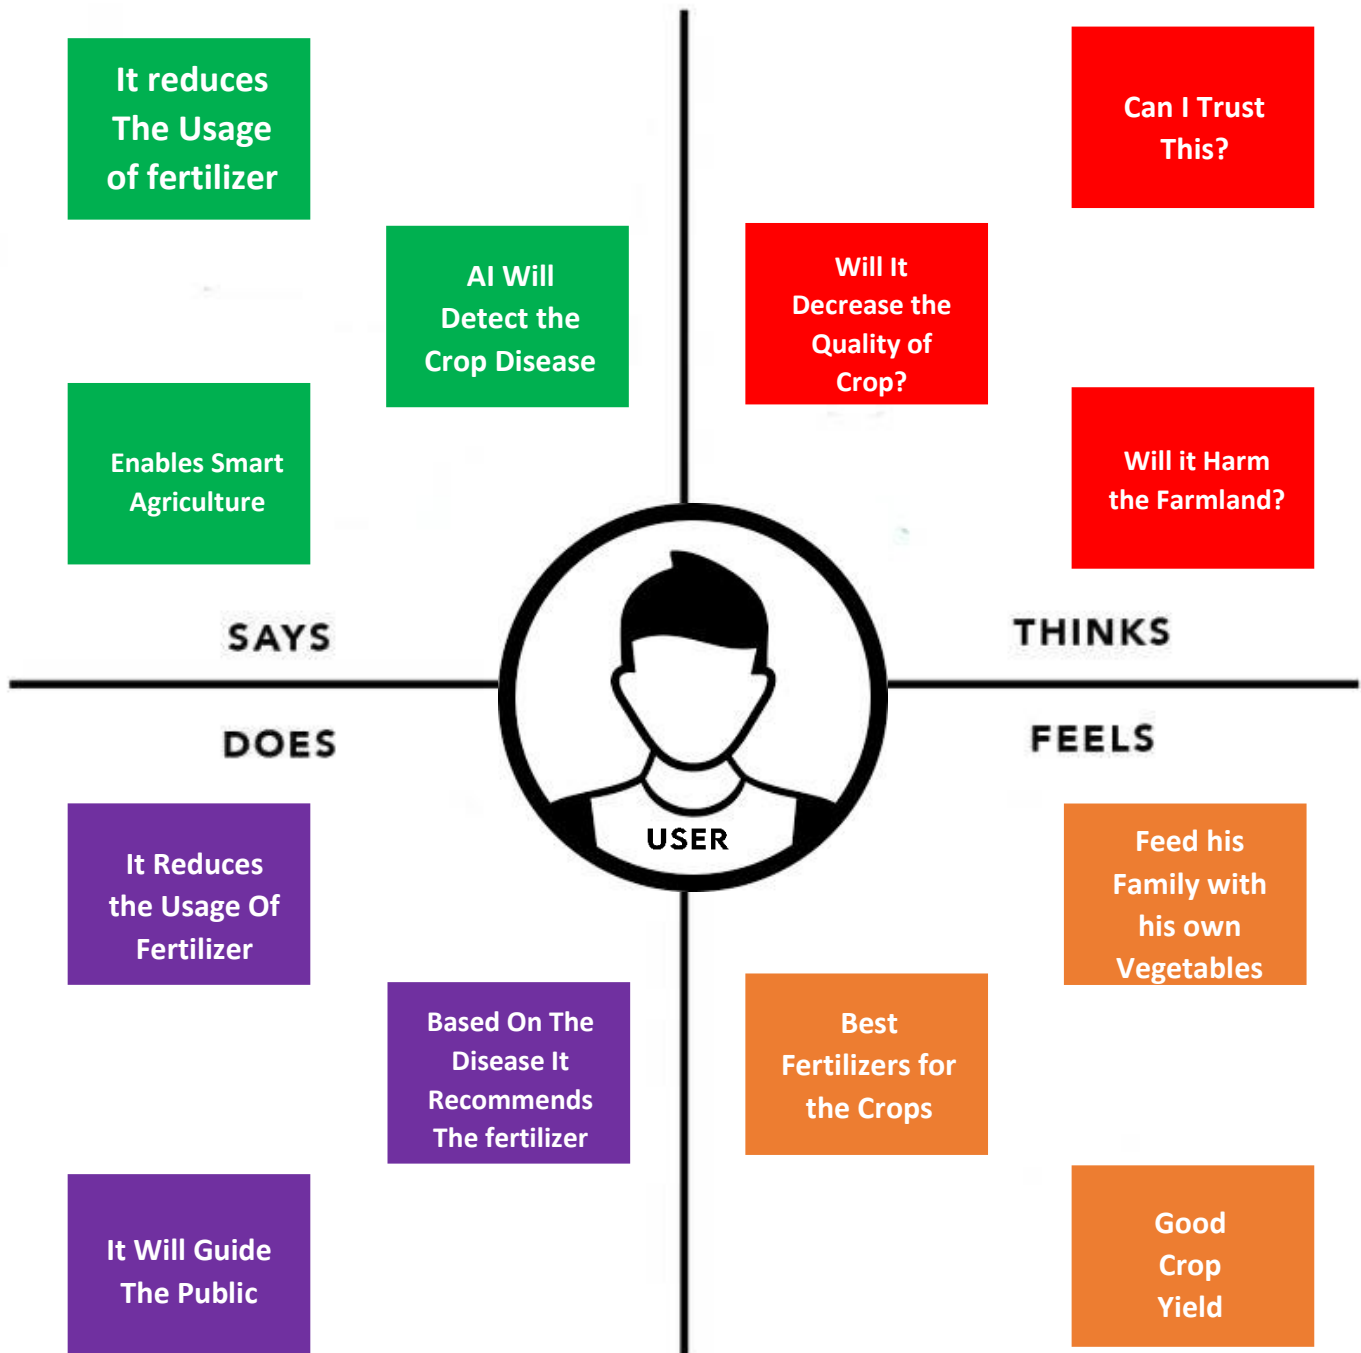 It reduces
The Usage
of fertilizer
AI Will
Detect the
Crop Disease
Enables Smart
Agriculture
SAYS
Can I Trust
This?
Will It
Decrease the
Quality of
Crop?
Will it Harm
the Farmland?
THINKS
USER
DOES
It Reduces
the Usage Of
Fertilizer
Based On The
Disease It
Recommends
The fertilizer
It Will Guide
The Public
FEELS
Feed his
Family with
his own
Vegetables
Best
Fertilizers for
the Crops
Good
Crop
Yield